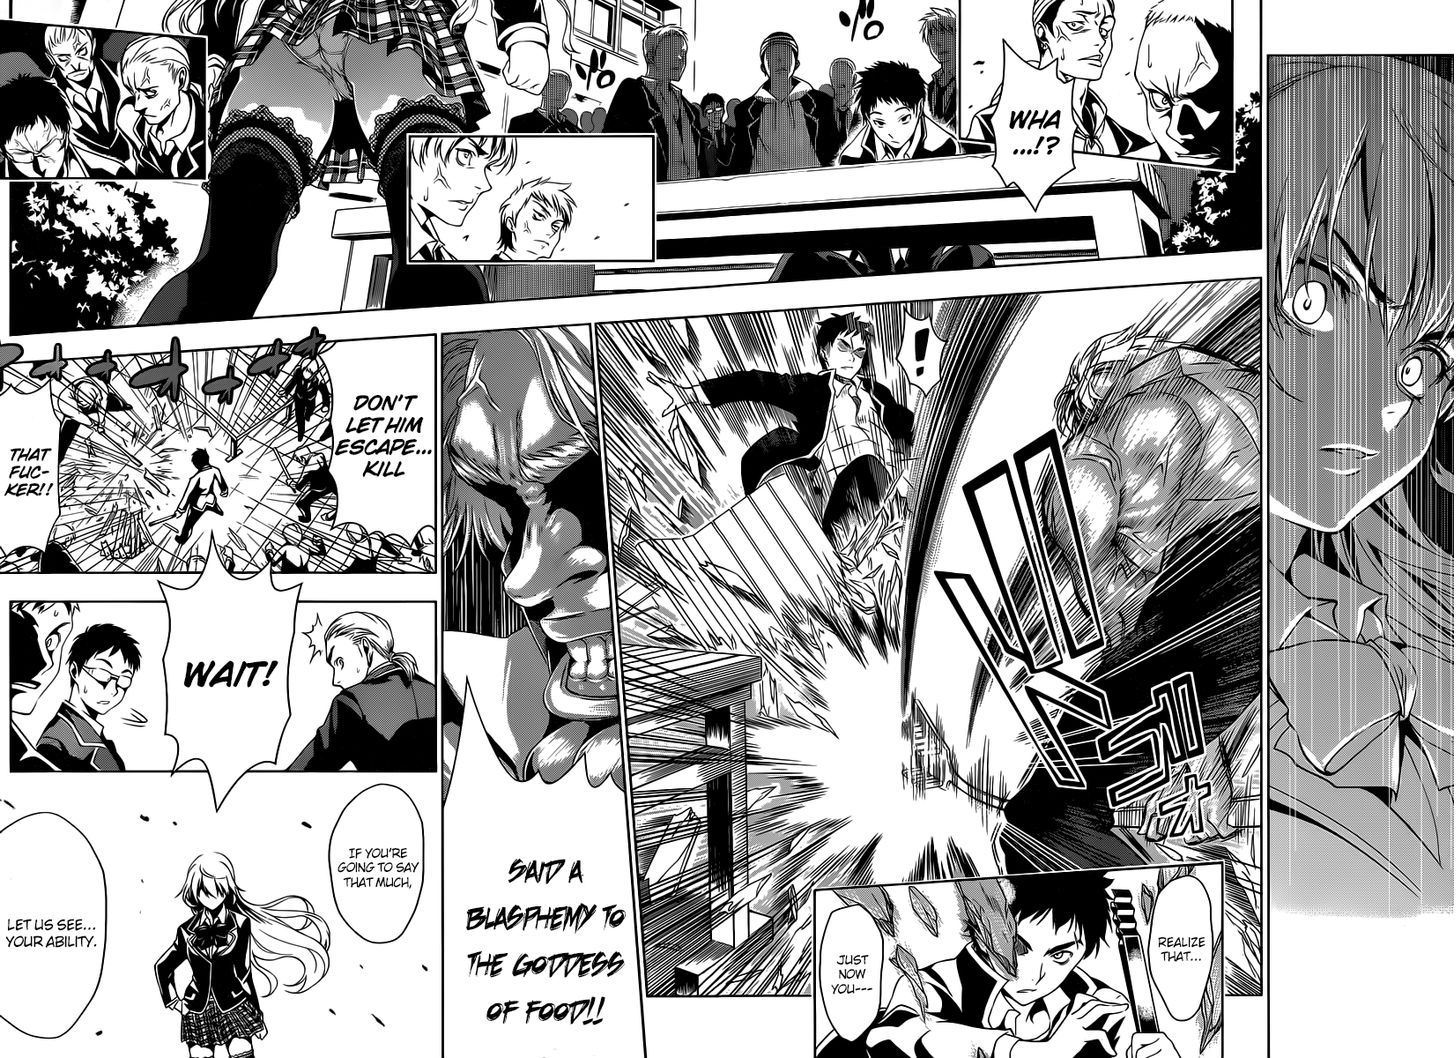 WHA
...!?
!
REALIZE
THAT...
JUST
NOW
YOU---
SAID A
BLASPHEMY TO
THE GODDESS
OF FOOD!!
DON'T
LET HIM
ESCAPE...
KILL
THAT
FUC-
KER!!
WAIT!
IF YOU'RE
GOING TO SAY
THAT MUCH,
LET US SEE...
YOUR ABILITY.